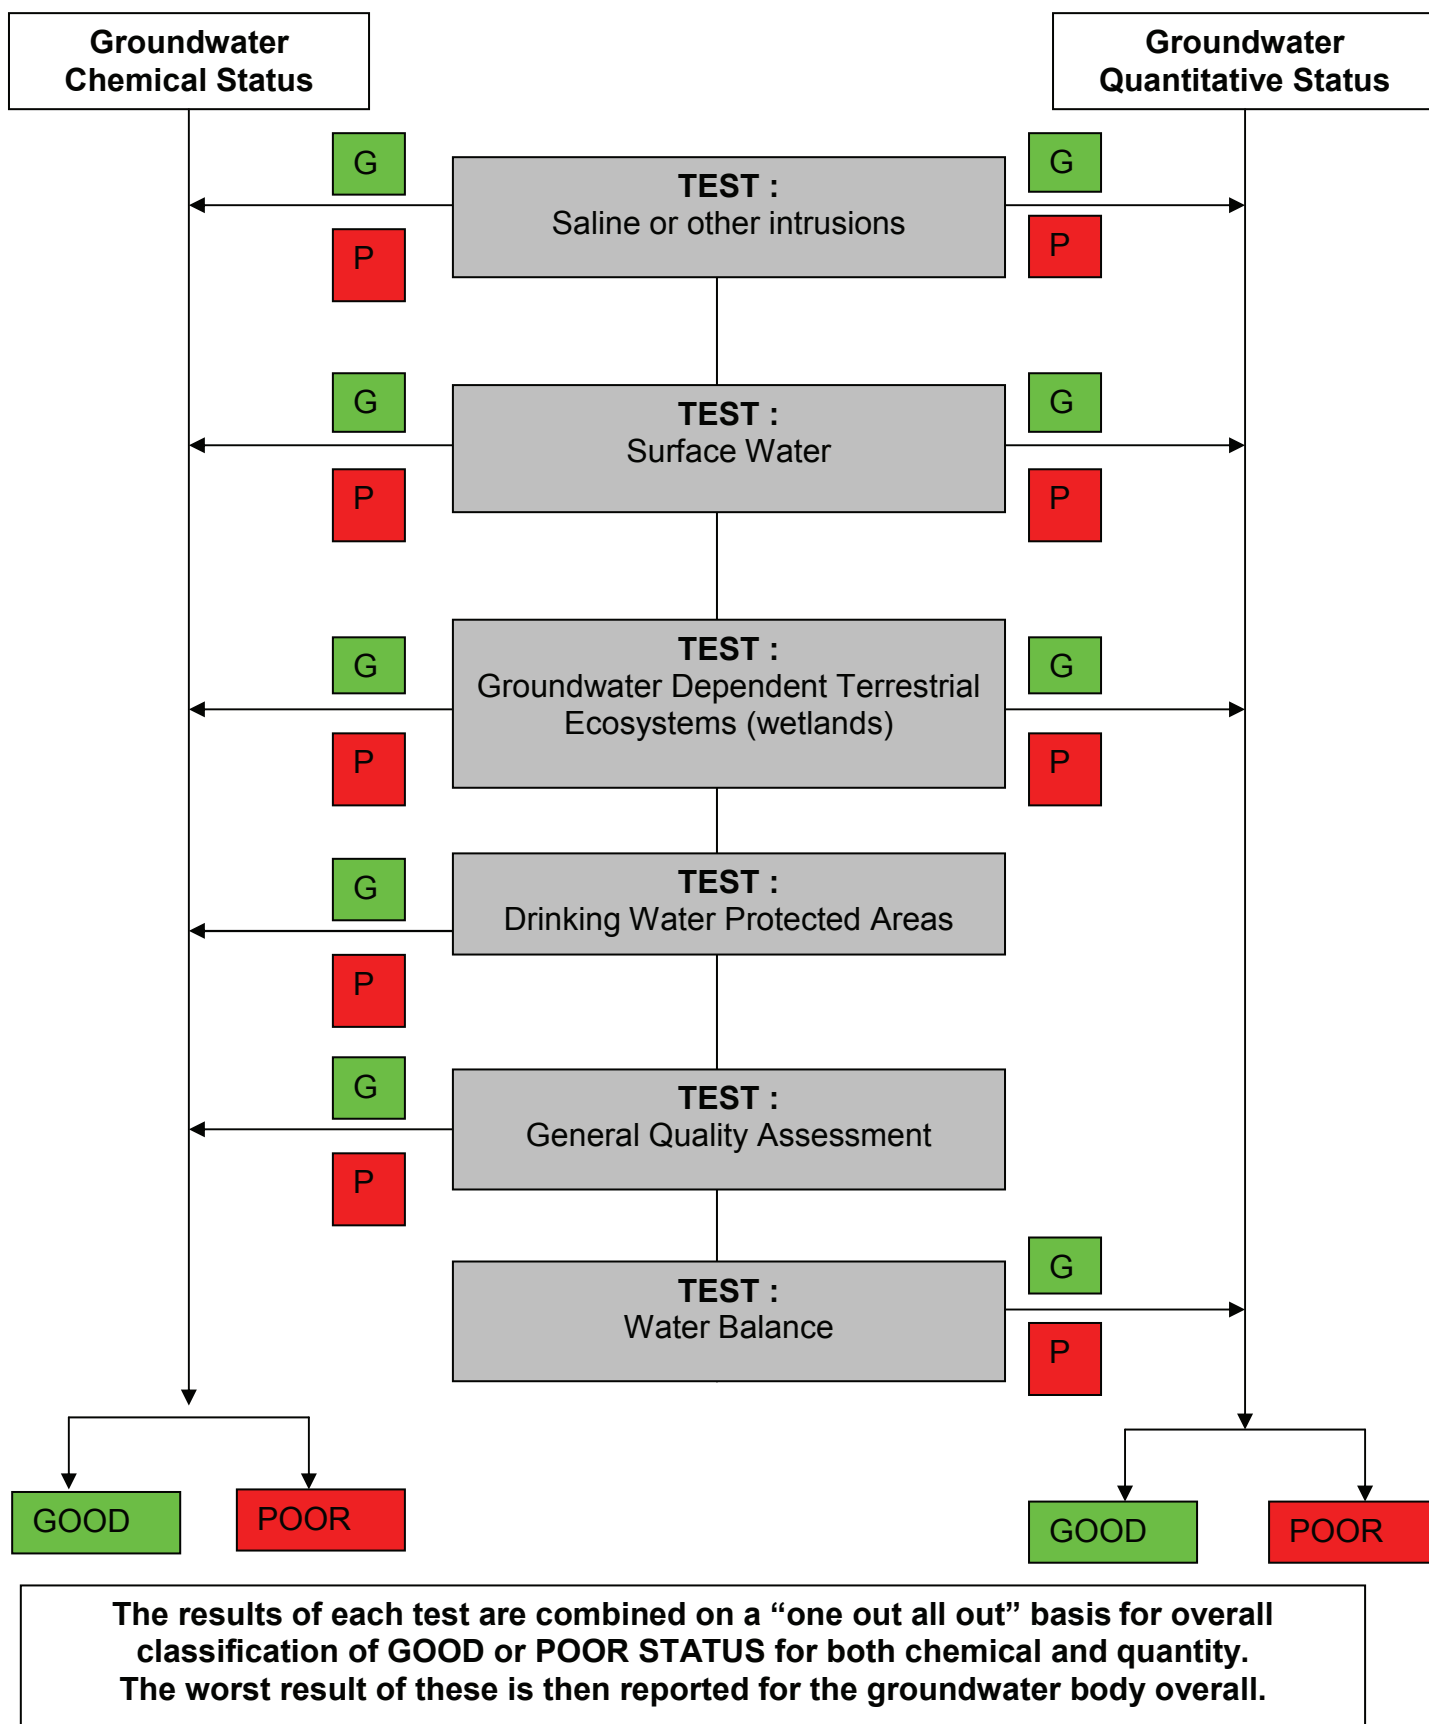 Groundwater
Chemical Status
Groundwater
Quantitative Status
G
TEST :
Saline or other intrusions
P
G
P
G
TEST :
Surface Water
P
G
P
G
TEST :
Groundwater Dependent Terrestrial
Ecosystems (wetlands)
P
G
P
G
TEST :
Drinking Water Protected Areas
P
G
TEST :
General Quality Assessment
P
TEST :
Water Balance
G
P
GOOD
POOR
GOOD
POOR
The results of each test are combined on a “one out all out” basis for overall
classification of GOOD or POOR STATUS for both chemical and quantity.
The worst result of these is then reported for the groundwater body overall.